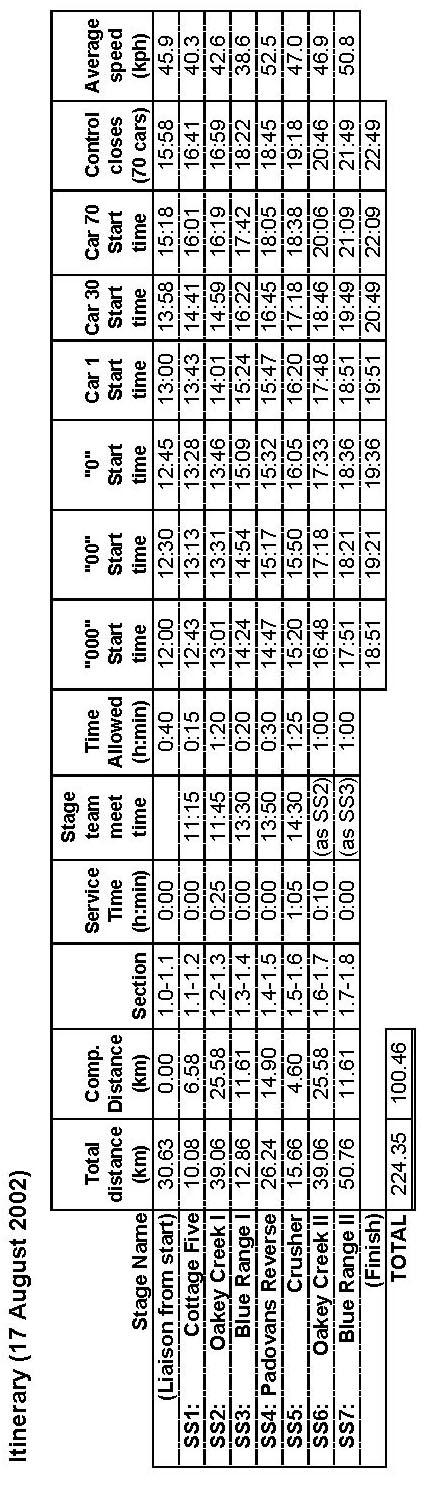 Itinerary (17 August 2002)
Stage Name Total distance (km) Comp. Distance (km) Section Service Time (h:min) Stage team meet time Time Allowed (h:min) "000" Start time "00" Start time "0" Start time Car 1 Start time Car 30 Start time Car 70 Start time Control closes (70 cars) Average speed (kph)
(Liaison from start) 30.63 0.00 1.0-1.1 0:00 0:40 12:00 12:30 12:45 13:00 13:58 15:18 15:58 45.9
SS1: Cottage Five 10.08 6.58 1.1-1.2 0:00 11:15 0:15 12:43 13:13 13:28 13:43 14:41 16:01 16:41 40.3
SS2: Oakey Creek I 39.06 25.58 1.2-1.3 0:25 11:45 1:20 13:01 13:31 13:46 14:01 14:59 16:19 16:59 42.6
SS3: Blue Range I 12.86 11.61 1.3-1.4 0:00 13:30 0:20 14:24 14:54 15:09 15:24 16:22 17:42 18:22 38.6
SS4: Padovans Reverse 26.24 14.90 1.4-1.5 0:00 13:50 0:30 14:47 15:17 15:32 15:47 16:45 18:05 18:45 52.5
SS5: Crusher 15.66 4.60 1.5-1.6 1:05 14:30 1:25 15:20 15:50 16:05 16:20 17:18 18:38 19:18 47.0
SS6: Oakey Creek II 39.06 25.58 1.6-1.7 0:10 (as SS2) 1:00 16:48 17:18 17:33 17:48 18:46 20:06 20:46 46.9
SS7: Blue Range II 50.76 11.61 1.7-1.8 0:00 (as SS3) 1:00 17:51 18:21 18:36 18:51 19:49 21:09 21:49 50.8
(Finish) 18:51 19:21 19:36 19:51 20:49 22:09 22:49
TOTAL 224.35 100.46